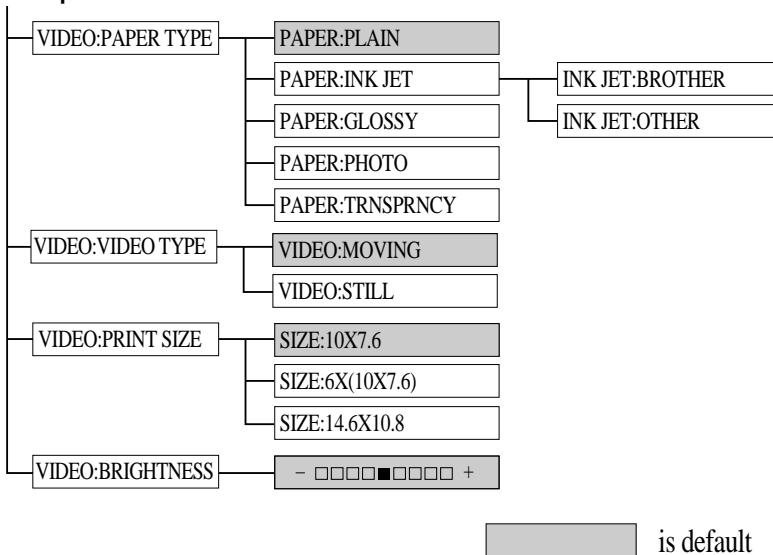 VIDEO:PAPER TYPE
PAPER:PLAIN
PAPER:INK JET
INK JET:BROTHER
INK JET:OTHER
PAPER:GLOSSY
PAPER:PHOTO
PAPER:TRNSPRNCY
VIDEO:VIDEO TYPE
VIDEO:MOVING
VIDEO:STILL
VIDEO:PRINT SIZE
SIZE:10X7.6
SIZE:6X(10X7.6)
SIZE:14.6X10.8
VIDEO:BRIGHTNESS
− □□□□■□□□□ +
is default